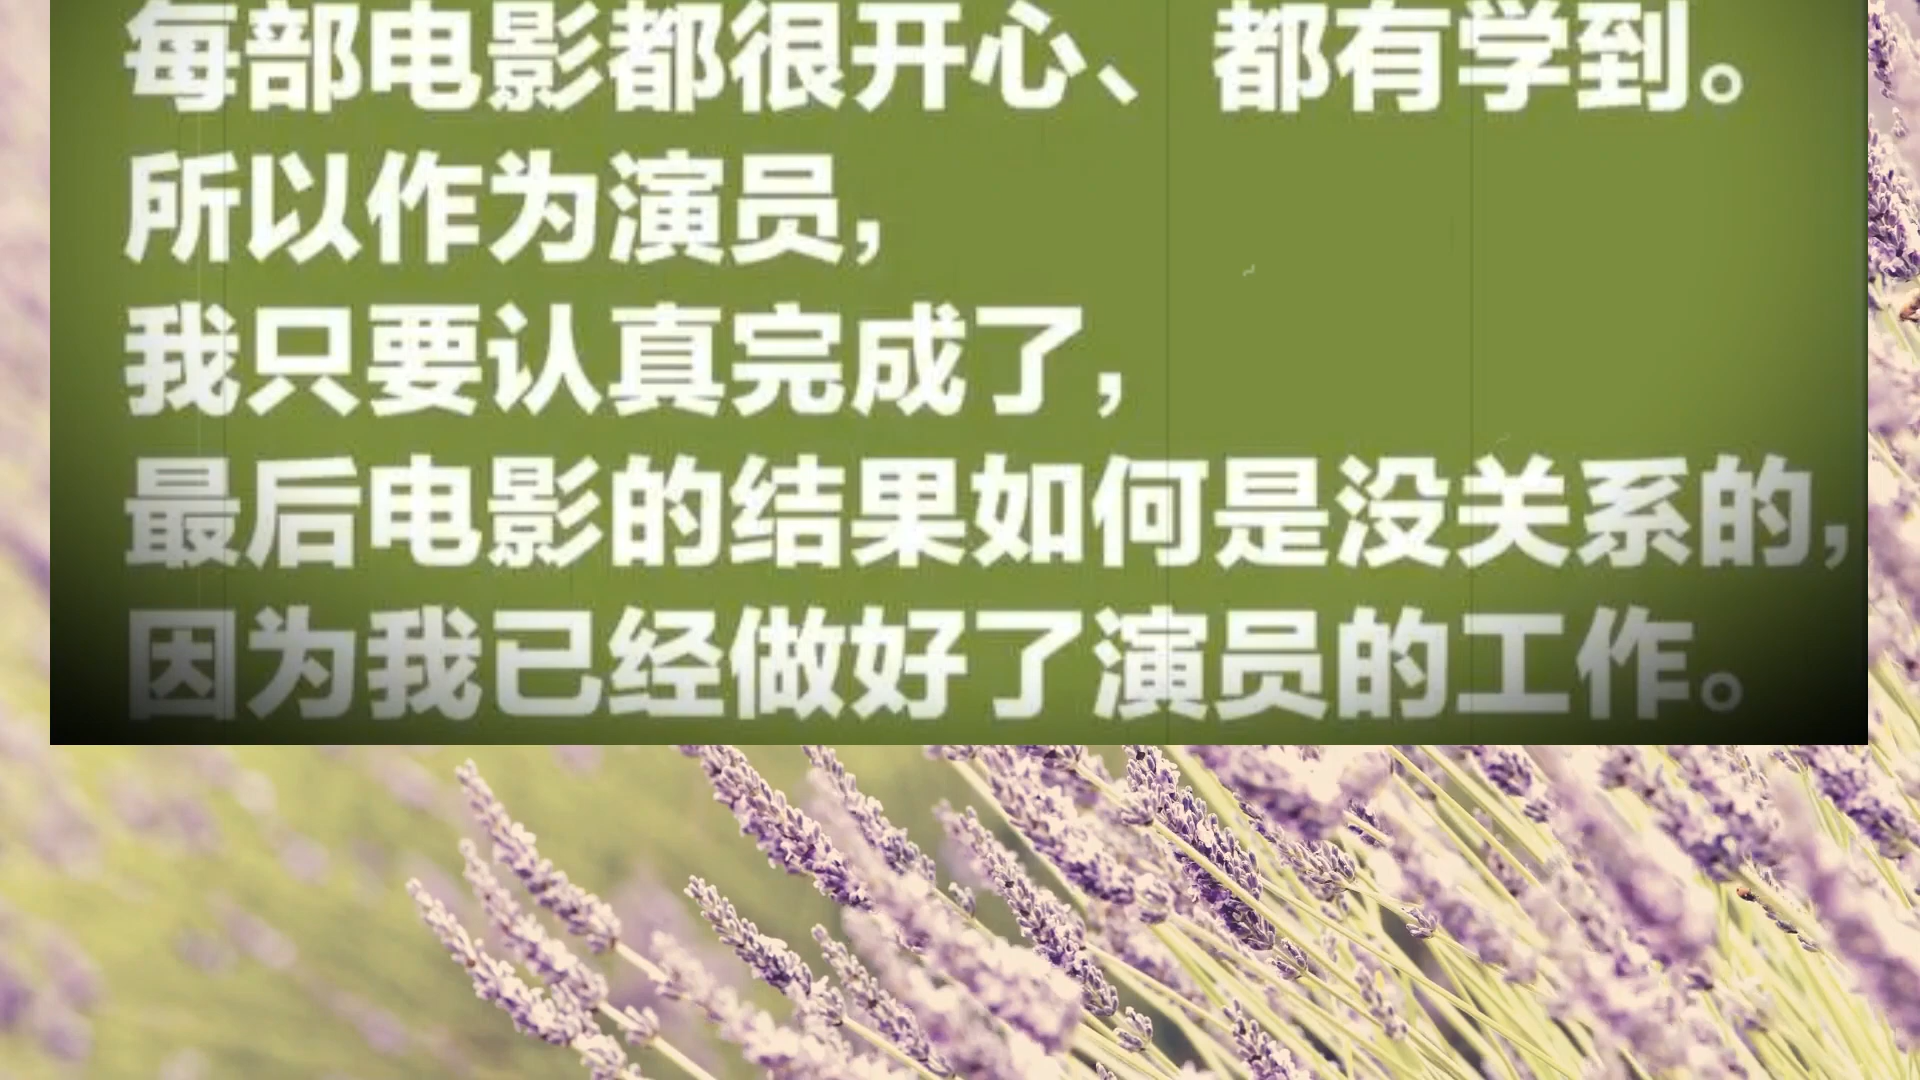 每部电影都很开心、 都有学到。
所以作为演员,
我只要认真完成了，
最后电影的结果如何是没关系的,
因为我已经做好了演员的工作。